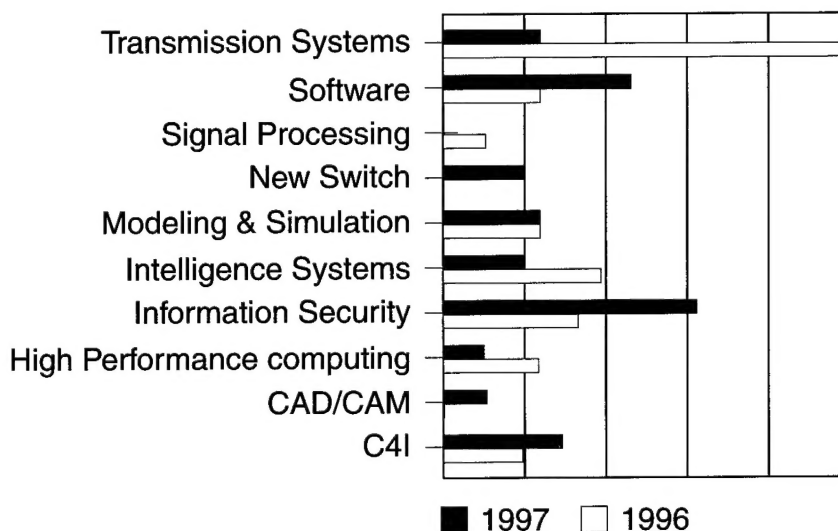 Transmission Systems
Software
Signal Processing
New Switch
Modeling & Simulation
Intelligence Systems
Information Security
High Performance computing
CAD/CAM
C4I
1997 1996